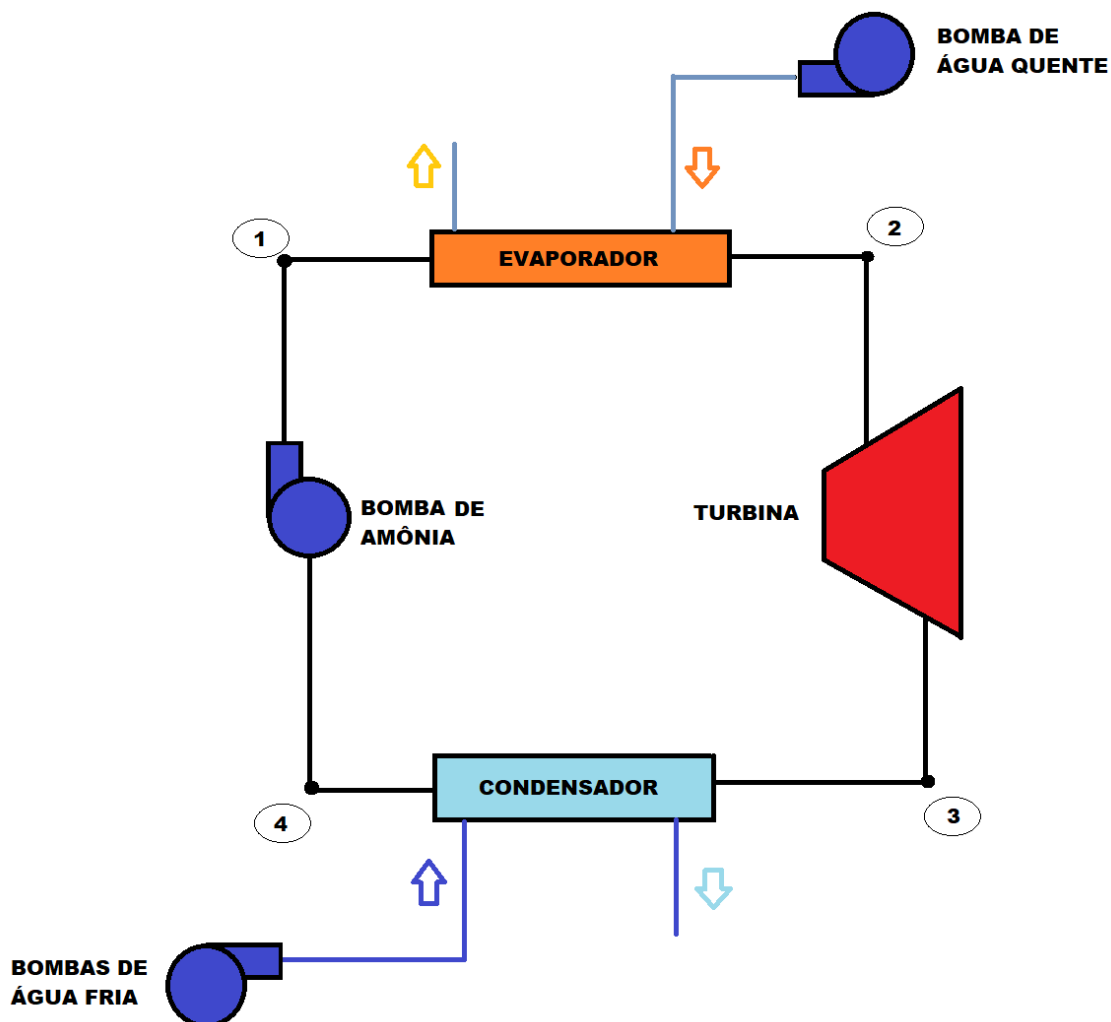 BOMBA DE
ÁGUA QUENTE
1
2
EVAPORADOR
BOMBA DE
AMÔNIA
TURBINA
CONDENSADOR
4
3
BOMBAS DE
ÁGUA FRIA